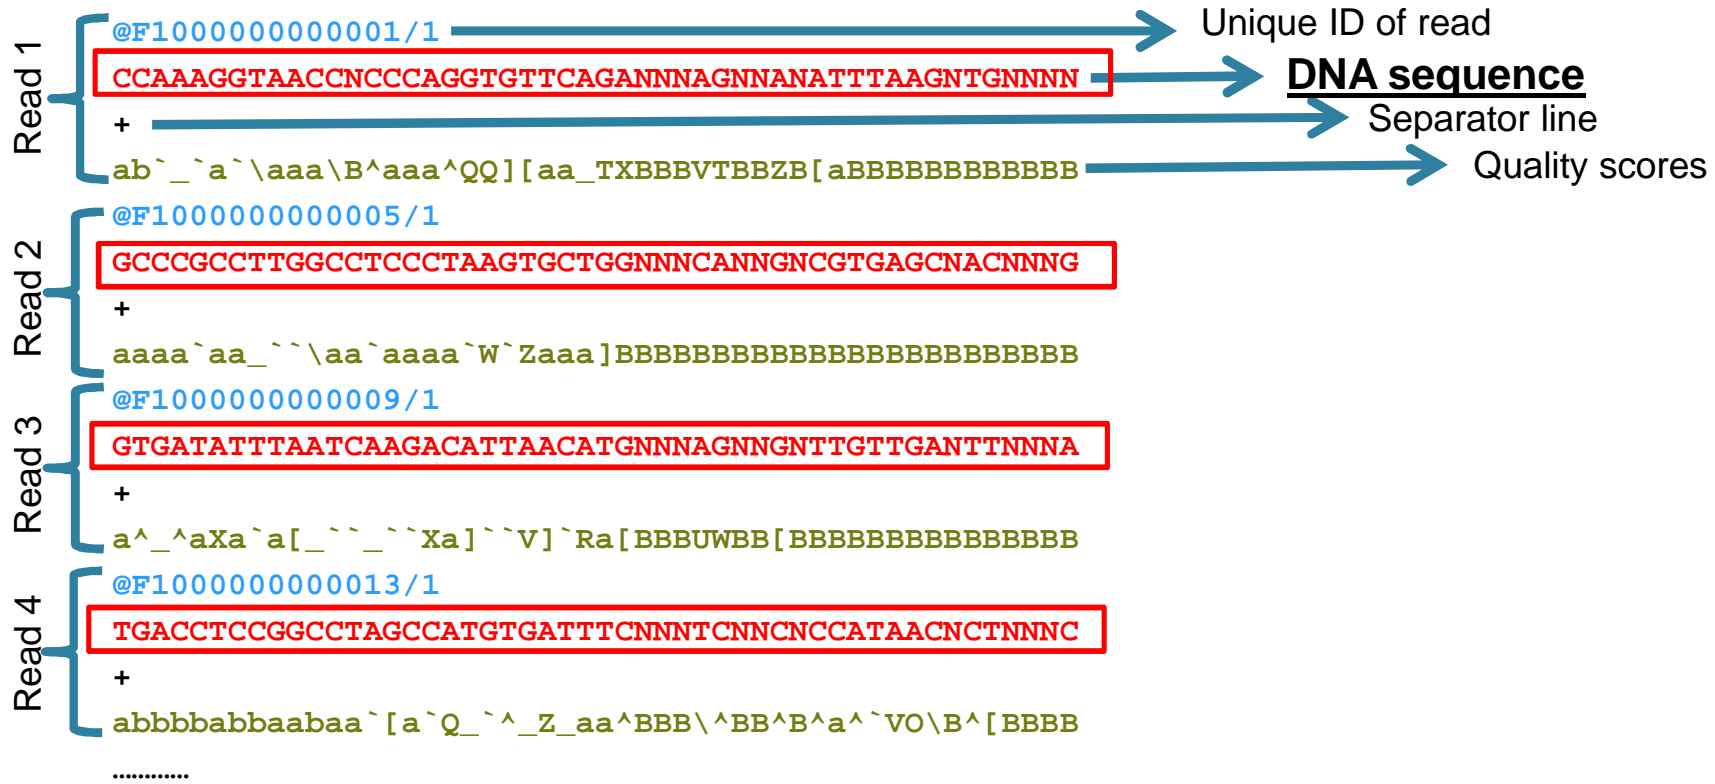 Read 1
@F1000000000001/1 Unique ID of read
CCAAAGGTAACCNCCCAGGTGTTCAGANNNAGNNANATTTAAGNTGNNNN DNA sequence
+ Separator line
ab`_`a`\aaa\B^aaa^QQ][aa_TXBBBVTBBZB[aBBBBBBBBBBBB Quality scores
Read 2
@F1000000000005/1
GCCCGCCTTGGCCTCCCTAAGTGCTGGNNNCANNGNCGTGAGCNACNNNG
+
aaaa`aa_``\aa`aaaa`W`Zaaa]BBBBBBBBBBBBBBBBBBBBBBBB
Read 3
@F1000000000009/1
GTGATATTTAATCAAGACATTAACATGNNNAGNNGNTTGTTGANTTNNNA
+
a^_^aXa`a[_``_``Xa]``V]`Ra[BBBUWBB[BBBBBBBBBBBBBBB
Read 4
@F1000000000013/1
TGACCTCCGGCCTAGCCATGTGATTTCNNNTCNNCNCCATAACNCTNNNC
+
abbbbabbaabaa`[a`Q_`^_Z_aa^BBB\^BB^B^a^`VO\B^[BBBB
............